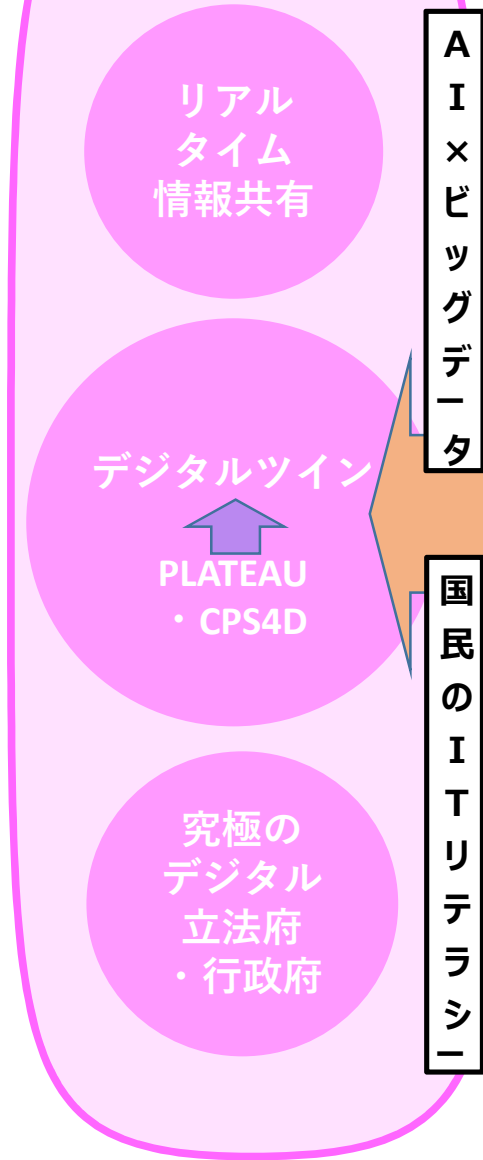 リアル
タイム
情報共有
デジタルツイン
PLATEAU
・CPS4D
究極の
デジタル
立法府
・行政府
AI×ビッグデータ
国民のITリテラシー